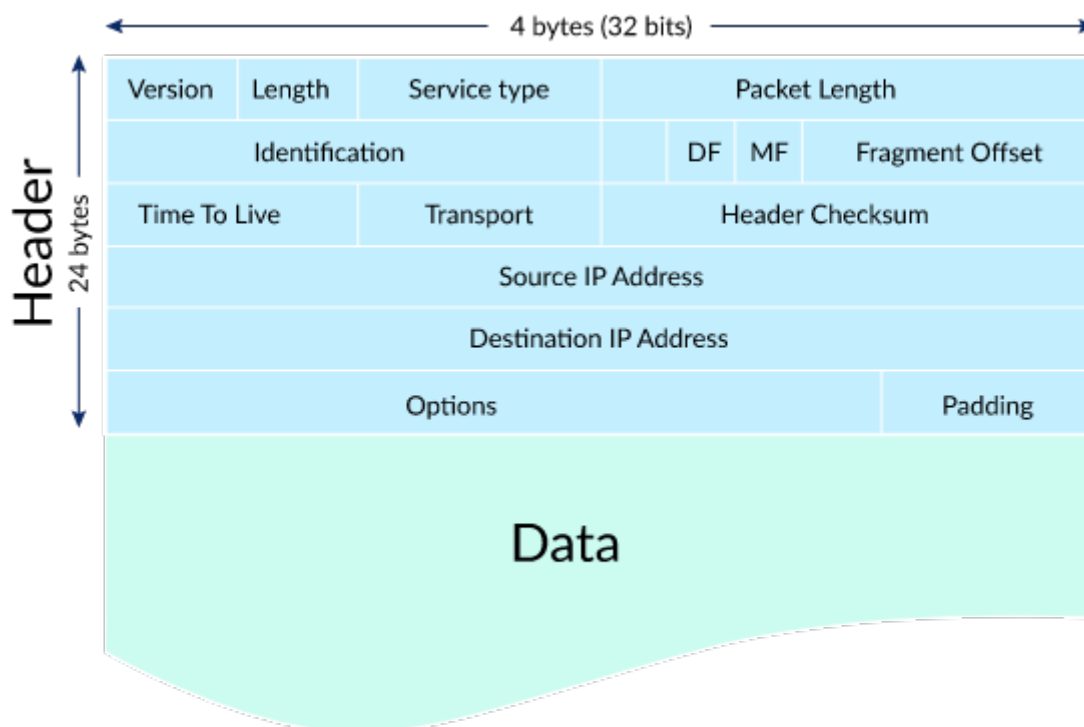 4 bytes (32 bits)
Header
24 bytes
Version Length Service type Packet Length
Identification DF MF Fragment Offset
Time To Live Transport Header Checksum
Source IP Address
Destination IP Address
Options Padding
Data